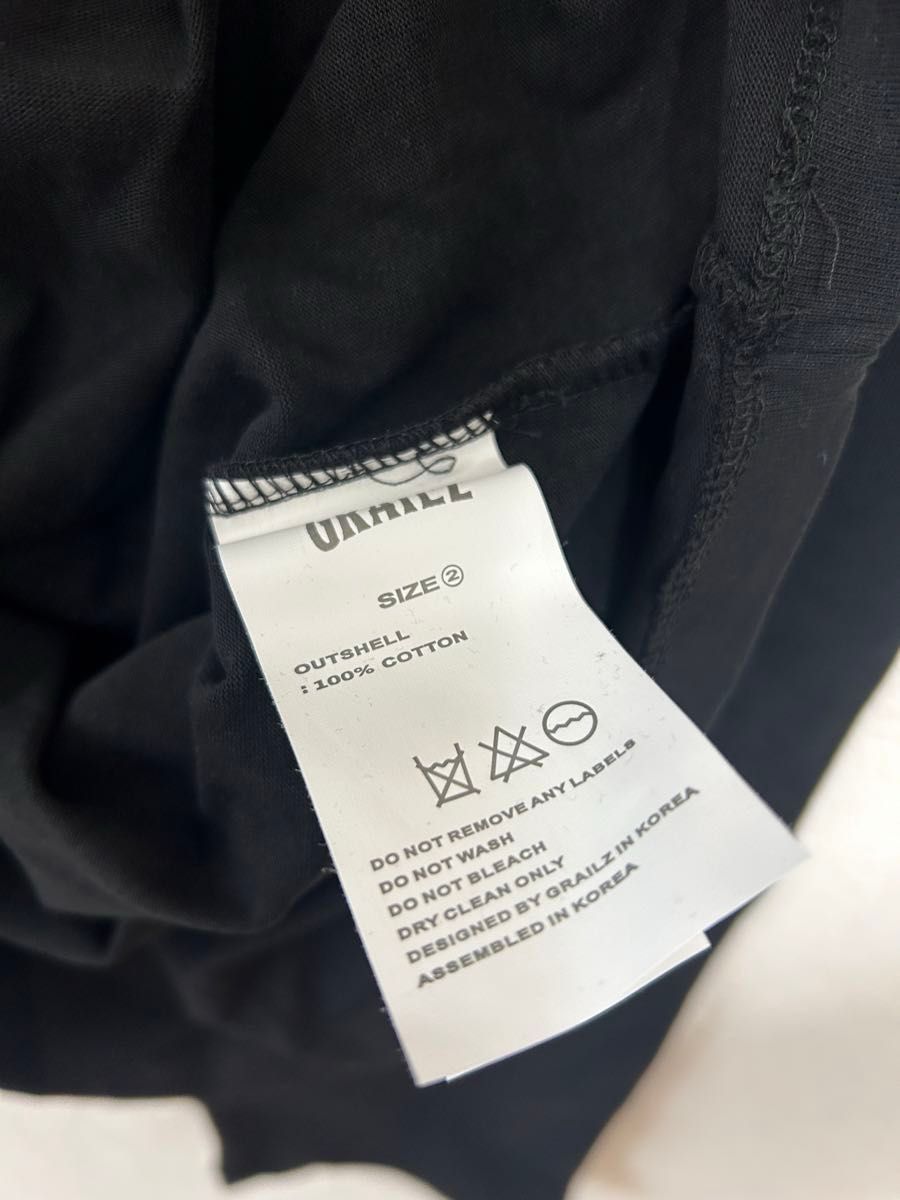 GRAILZ
SIZE②
OUTSHELL
: 100% COTTON
DO NOT REMOVE ANY LABELS
DO NOT WASH
DO NOT BLEACH
DRY CLEAN ONLY
DESIGNED BY GRAILZ IN KOREA
ASSEMBLED IN KOREA